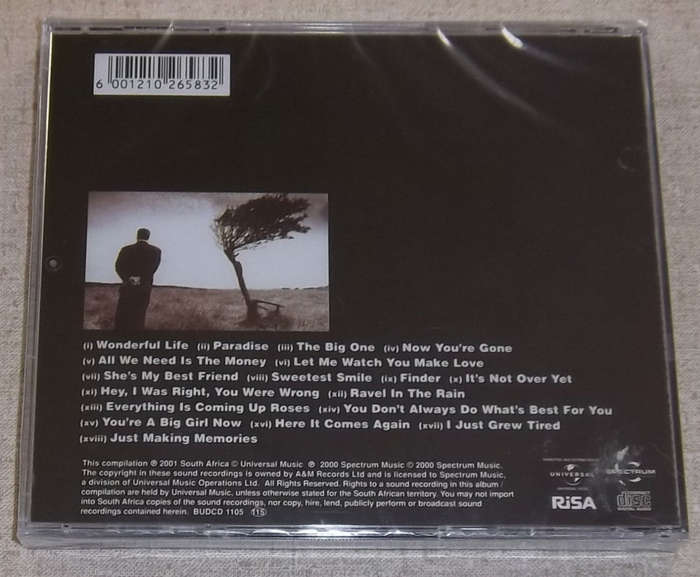 6 001210 265832
(i) Wonderful Life (ii) Paradise (iii) The Big One (iv) Now You're Gone
(v) All We Need Is The Money (vi) Let Me Watch You Make Love
(vii) She's My Best Friend (viii) Sweetest Smile (ix) Finder (x) It's Not Over Yet
(xi) Hey, I Was Right, You Were Wrong (xii) Ravel In The Rain
(xiii) Everything Is Coming Up Roses (xiv) You Don't Always Do What's Best For You
(xv) You're A Big Girl Now (xvi) Here It Comes Again (xvii) I Just Grew Tired
(xviii) Just Making Memories
This compilation ℗ 2001 South Africa © Universal Music ℗ 2000 Spectrum Music © 2000 Spectrum Music.
The copyright in these sound recordings is owned by A&M Records Ltd and is licensed to Spectrum Music,
a division of Universal Music Operations Ltd. All Rights Reserved. Rights to a sound recording in this album /
compilation are held by Universal Music, unless otherwise stated for the South African territory. You may not import
into South Africa copies of the sound recordings, nor copy, hire, lend, publicly perform or broadcast sound
recordings contained herein. BUDCD 1105 115
UNIVERSAL
SPECTRUM
RiSA
disc
DIGITAL AUDIO